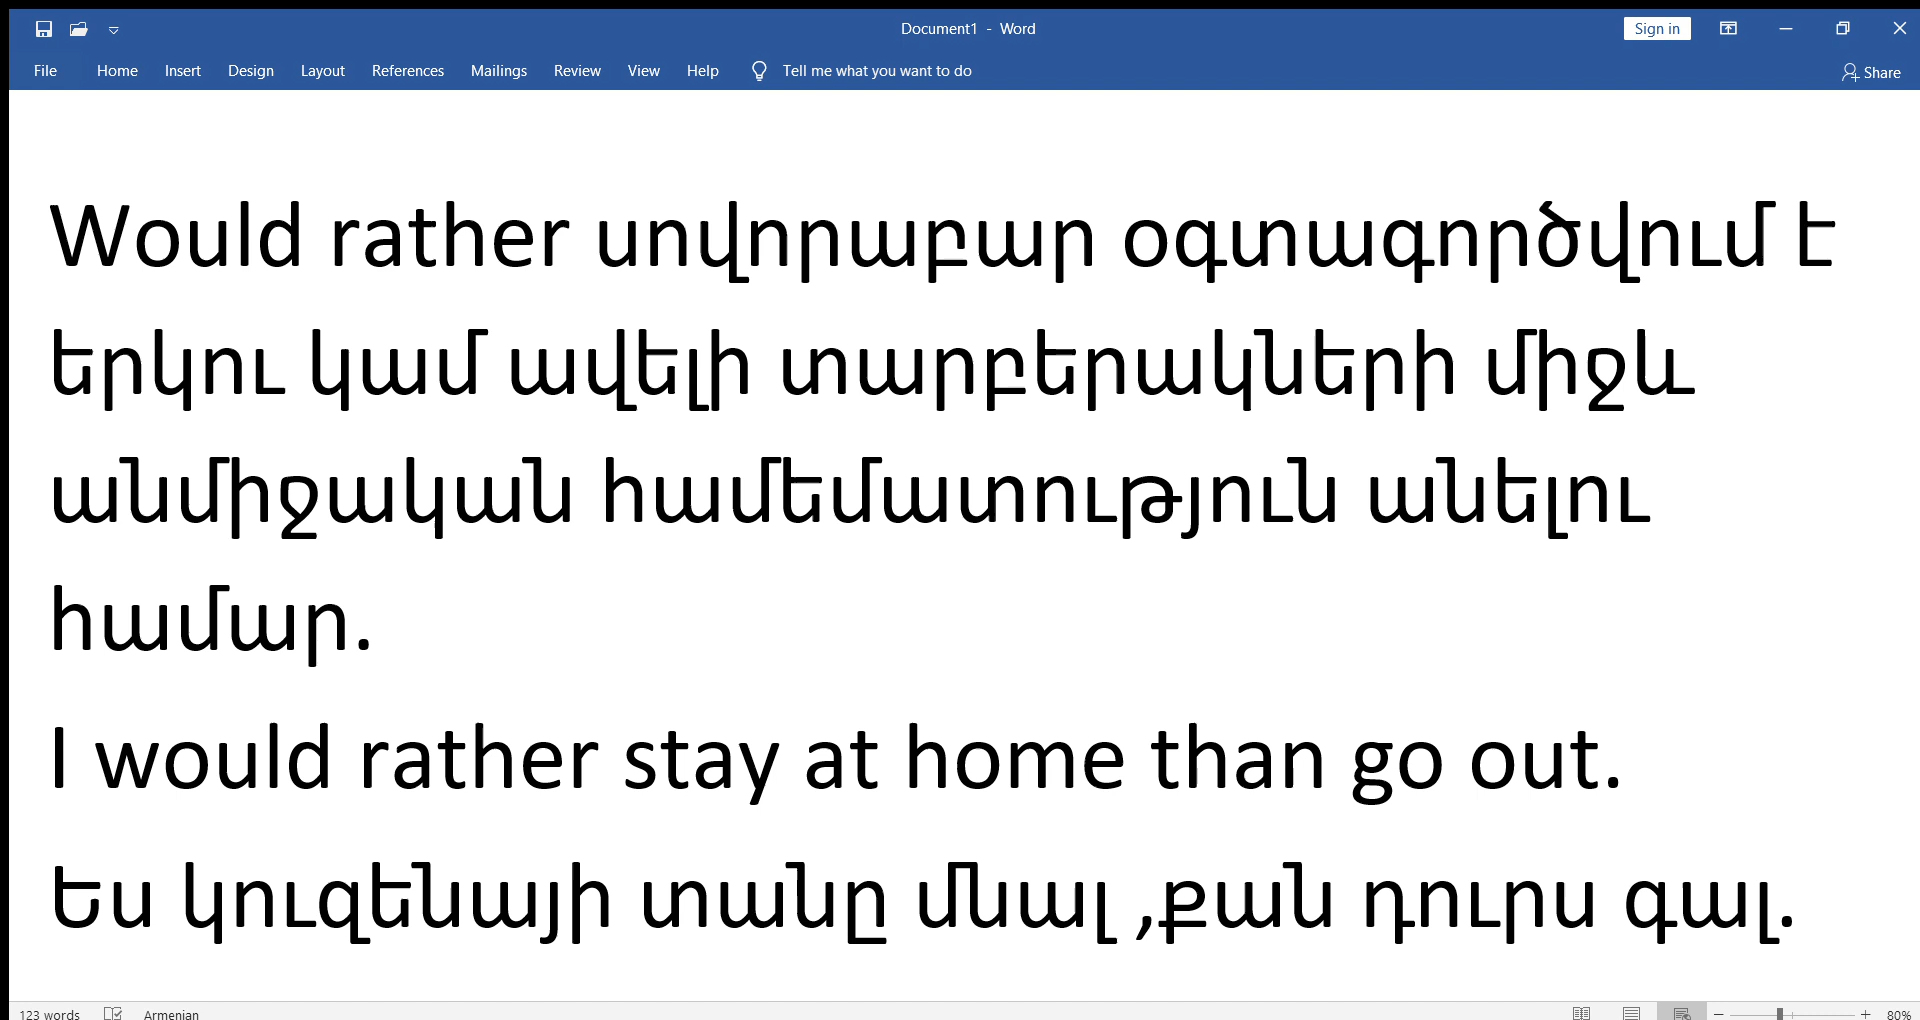 Document1 - Word
Sign in
File Home Insert Design Layout References Mailings Review View Help Tell me what you want to do
Share
Would rather սովորաբար օգտագործվում է
երկու կամ ավելի տարբերակների միջև
անմիջական համեմատություն անելու
համար.
I would rather stay at home than go out.
Ես կուզենայի տանը մնալ ,քան դուրս գալ.
123 words Armenian 80%